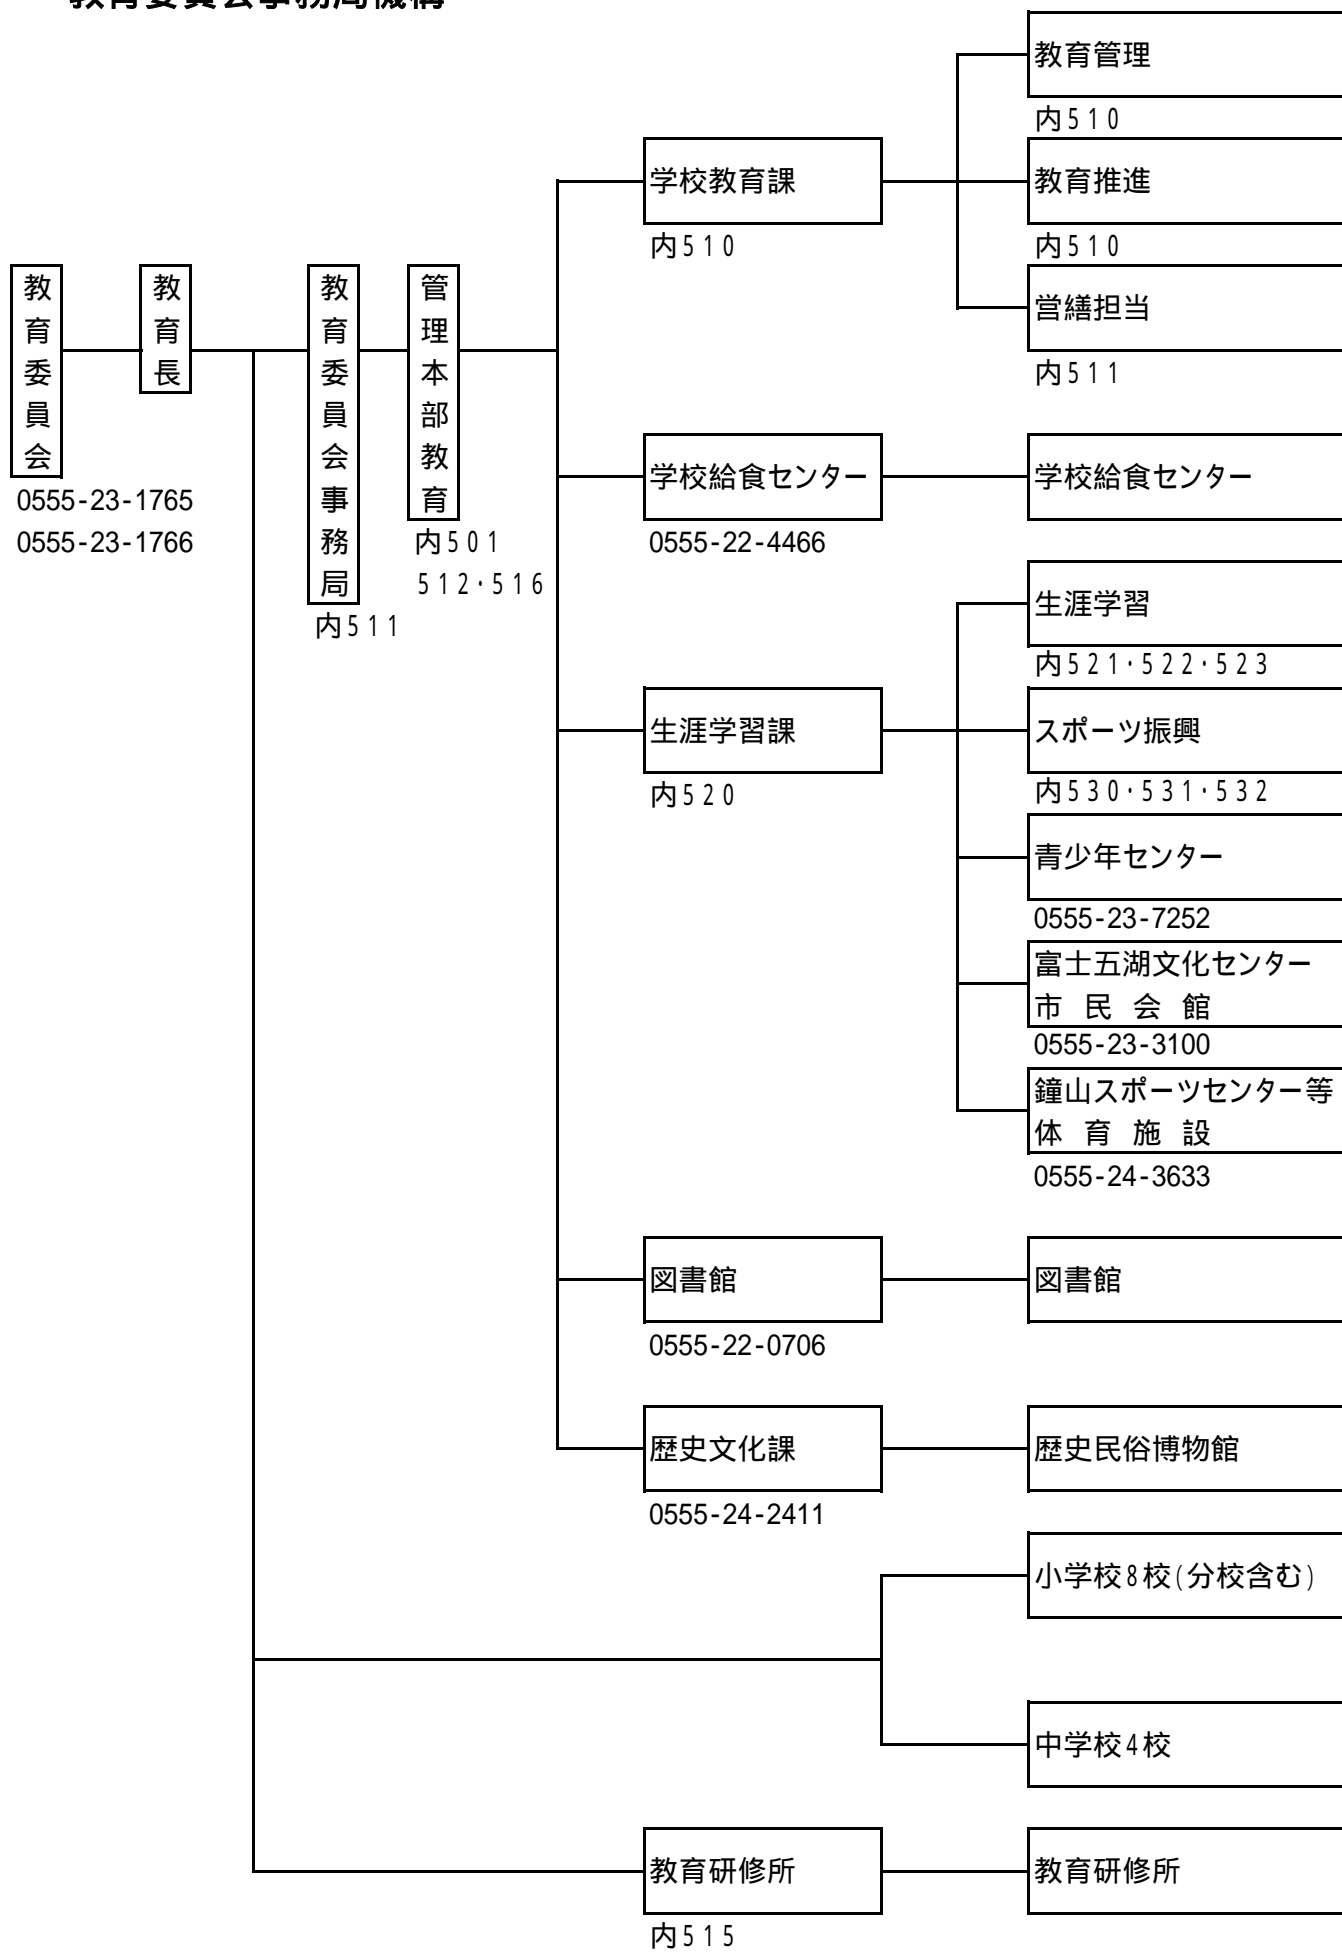 教育委員会事務局機構
教育委員会
0555-23-1765
0555-23-1766
教育長
教育委員会事務局
内511
管理本部教育
内501
512・516
学校教育課
内510
教育管理
内510
教育推進
内510
営繕担当
内511
学校給食センター
0555-22-4466
学校給食センター
生涯学習課
内520
生涯学習
内521・522・523
スポーツ振興
内530・531・532
青少年センター
0555-23-7252
富士五湖文化センター
市民会館
0555-23-3100
鐘山スポーツセンター等
体育施設
0555-24-3633
図書館
0555-22-0706
図書館
歴史文化課
0555-24-2411
歴史民俗博物館
小学校8校(分校含む)
中学校4校
教育研修所
内515
教育研修所